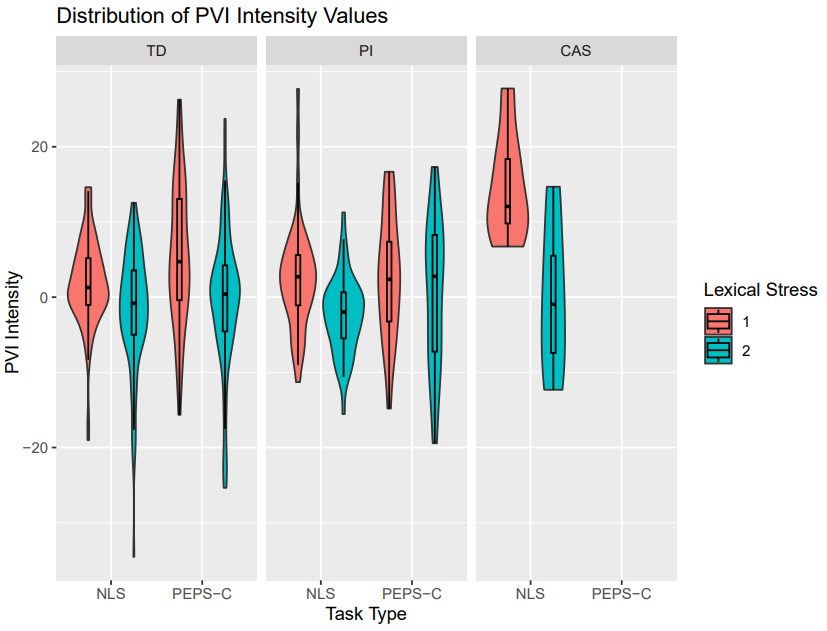 Distribution of PVI Intensity Values
TD
PI
CAS
PVI Intensity
20
0
−20
NLS
PEPS−C
NLS
PEPS−C
NLS
PEPS−C
Task Type
Lexical Stress
1
2